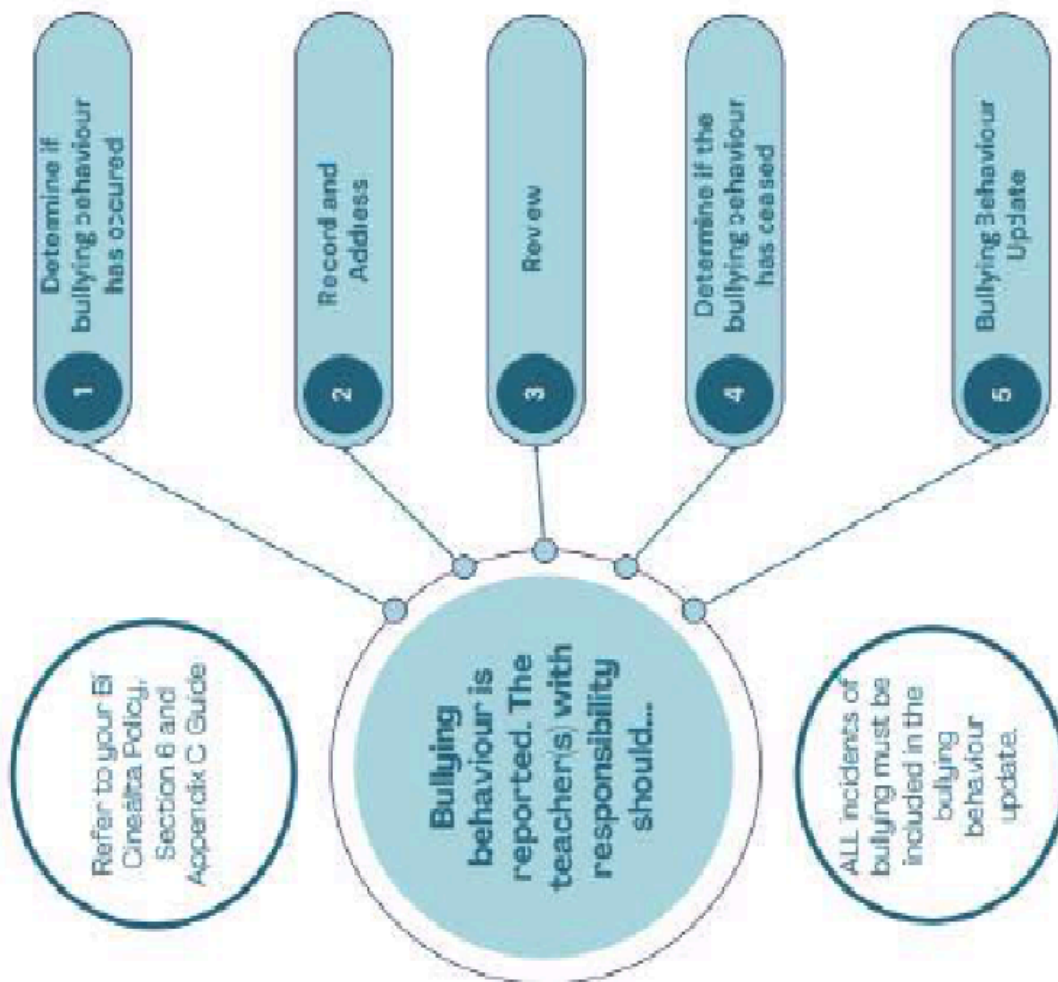 Refer to your Bí
Cineálta Policy,
Section 6 and
Appendix C Guide
Bullying
behaviour is
reported. The
teacher(s) with
responsibility
should...
ALL incidents of
bullying must be
included in the
bullying
behaviour
update.
1
Determine if
bullying behaviour
has occured
2
Record and
Address
3
Review
4
Determine if the
bullying behaviour
has ceased
5
Bullying Behaviour
Update